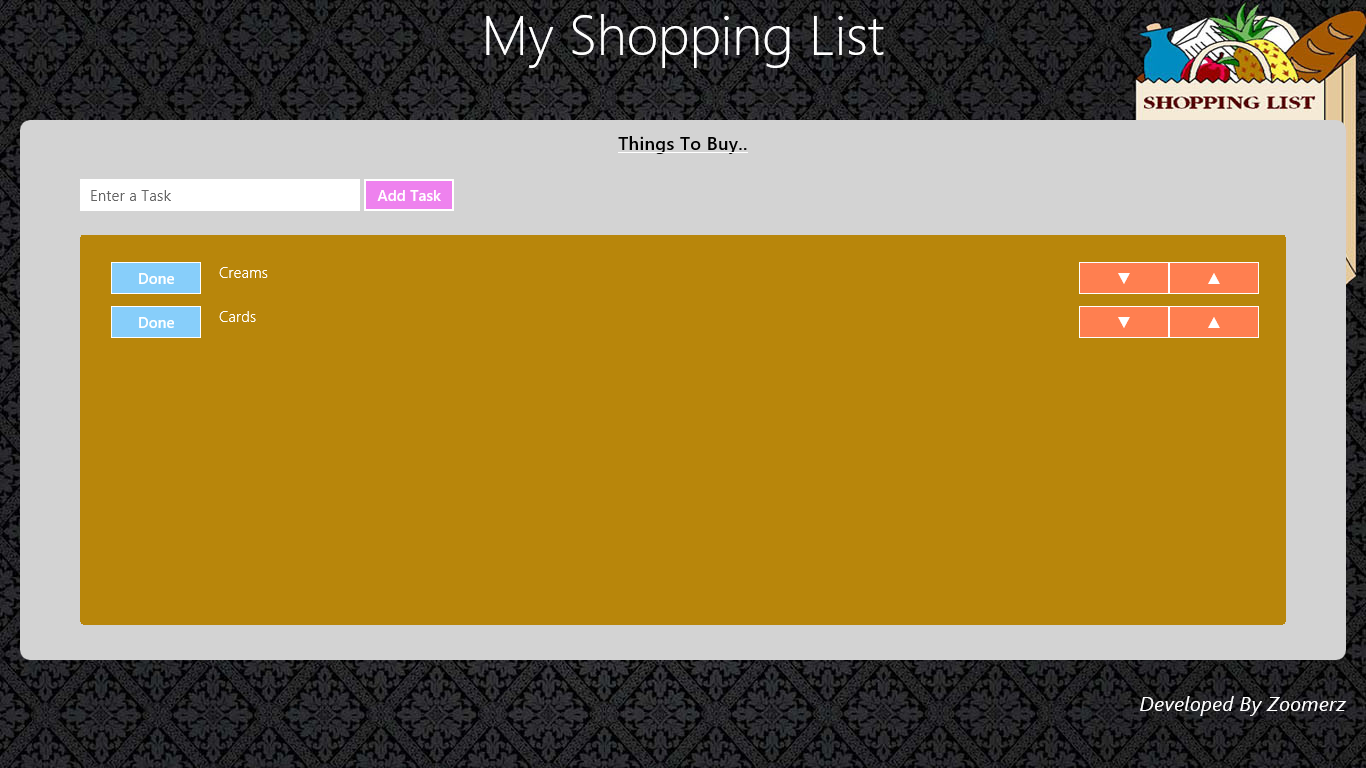 My Shopping List
SHOPPING LIST
Things To Buy..
Enter a Task
Add Task
Done Creams ▼ ▲
Done Cards ▼ ▲
Developed By Zoomerz